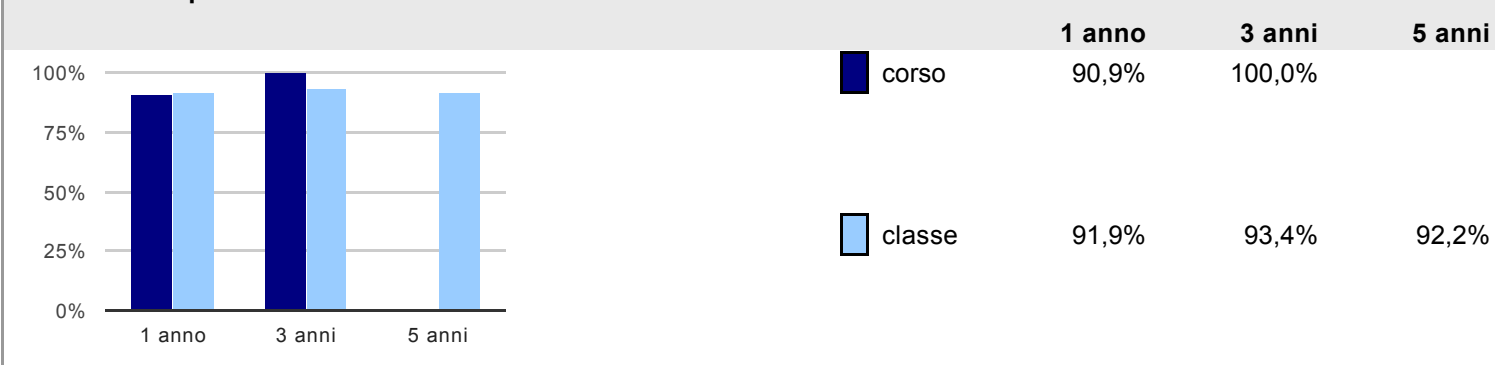 1 anno 3 anni 5 anni
100%
75%
50%
25%
0%
1 anno 3 anni 5 anni
corso 90,9% 100,0%
classe 91,9% 93,4% 92,2%